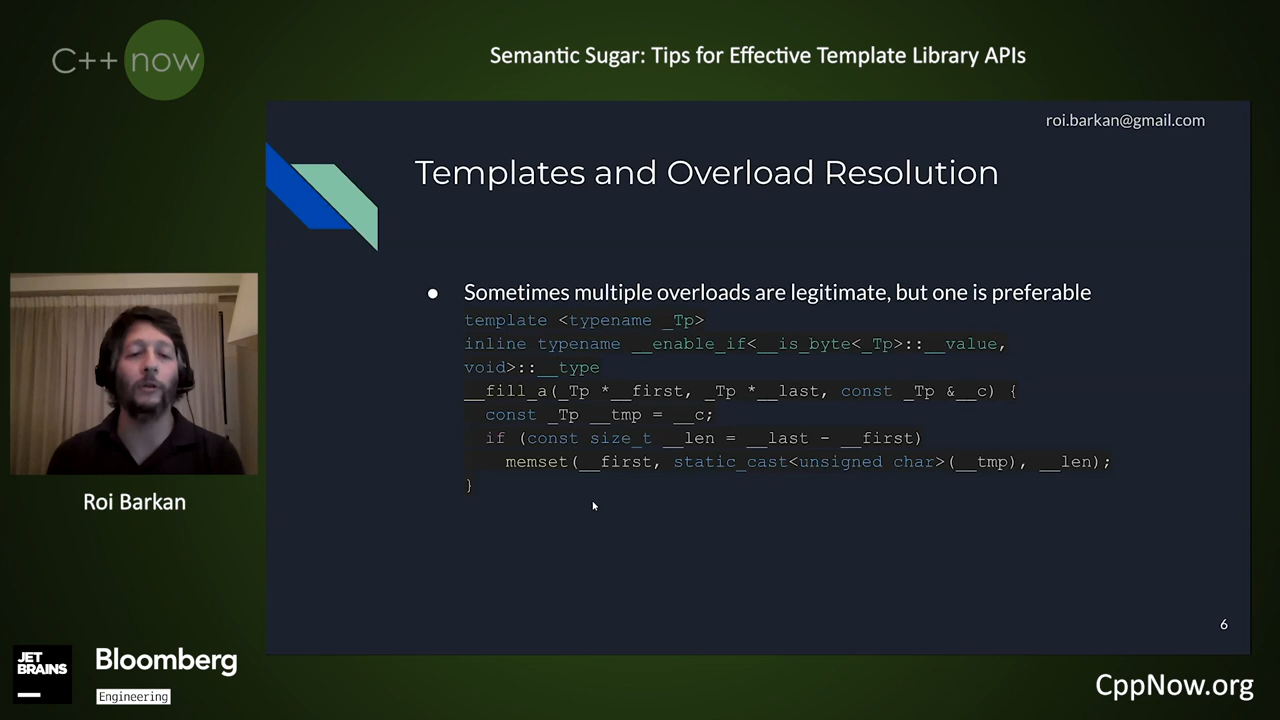 C++ now
Semantic Sugar: Tips for Effective Template Library APIs
roi.barkan@gmail.com
Templates and Overload Resolution
● Sometimes multiple overloads are legitimate, but one is preferable
template <typename _Tp>
inline typename __enable_if<__is_byte<_Tp>::__value,
void>::__type
__fill_a(_Tp *__first, _Tp *__last, const _Tp &__c) {
  const _Tp __tmp = __c;
  if (const size_t __len = __last - __first)
    memset(__first, static_cast<unsigned char>(__tmp), __len);
}
Roi Barkan
6
JET
BRAINS
Bloomberg
Engineering
CppNow.org